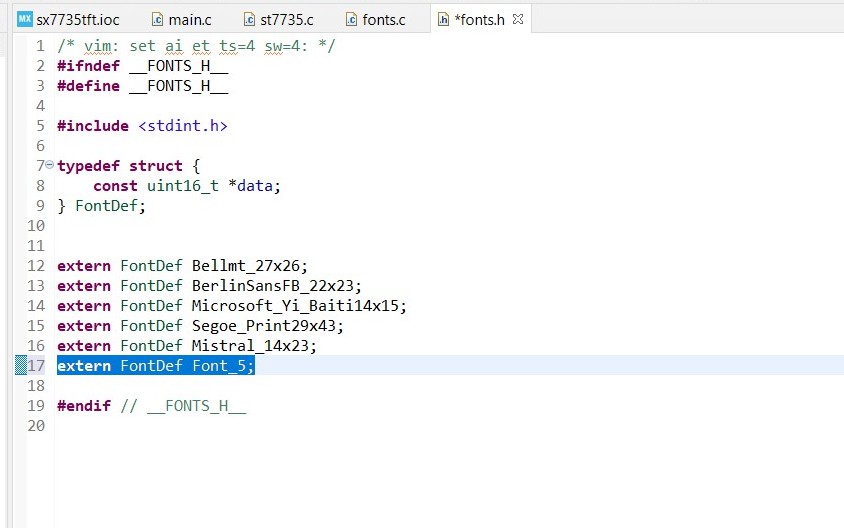 MX sx7735tft.ioc
.c main.c
.c st7735.c
.c fonts.c
.h *fonts.h
1 /* vim: set ai et ts=4 sw=4: */
2 #ifndef __FONTS_H__
3 #define __FONTS_H__
4
5 #include <stdint.h>
6
7 typedef struct {
8     const uint16_t *data;
9 } FontDef;
10
11
12 extern FontDef Bellmt_27x26;
13 extern FontDef BerlinSansFB_22x23;
14 extern FontDef Microsoft_Yi_Baiti14x15;
15 extern FontDef Segoe_Print29x43;
16 extern FontDef Mistral_14x23;
17 extern FontDef Font_5;
18
19 #endif // __FONTS_H__
20